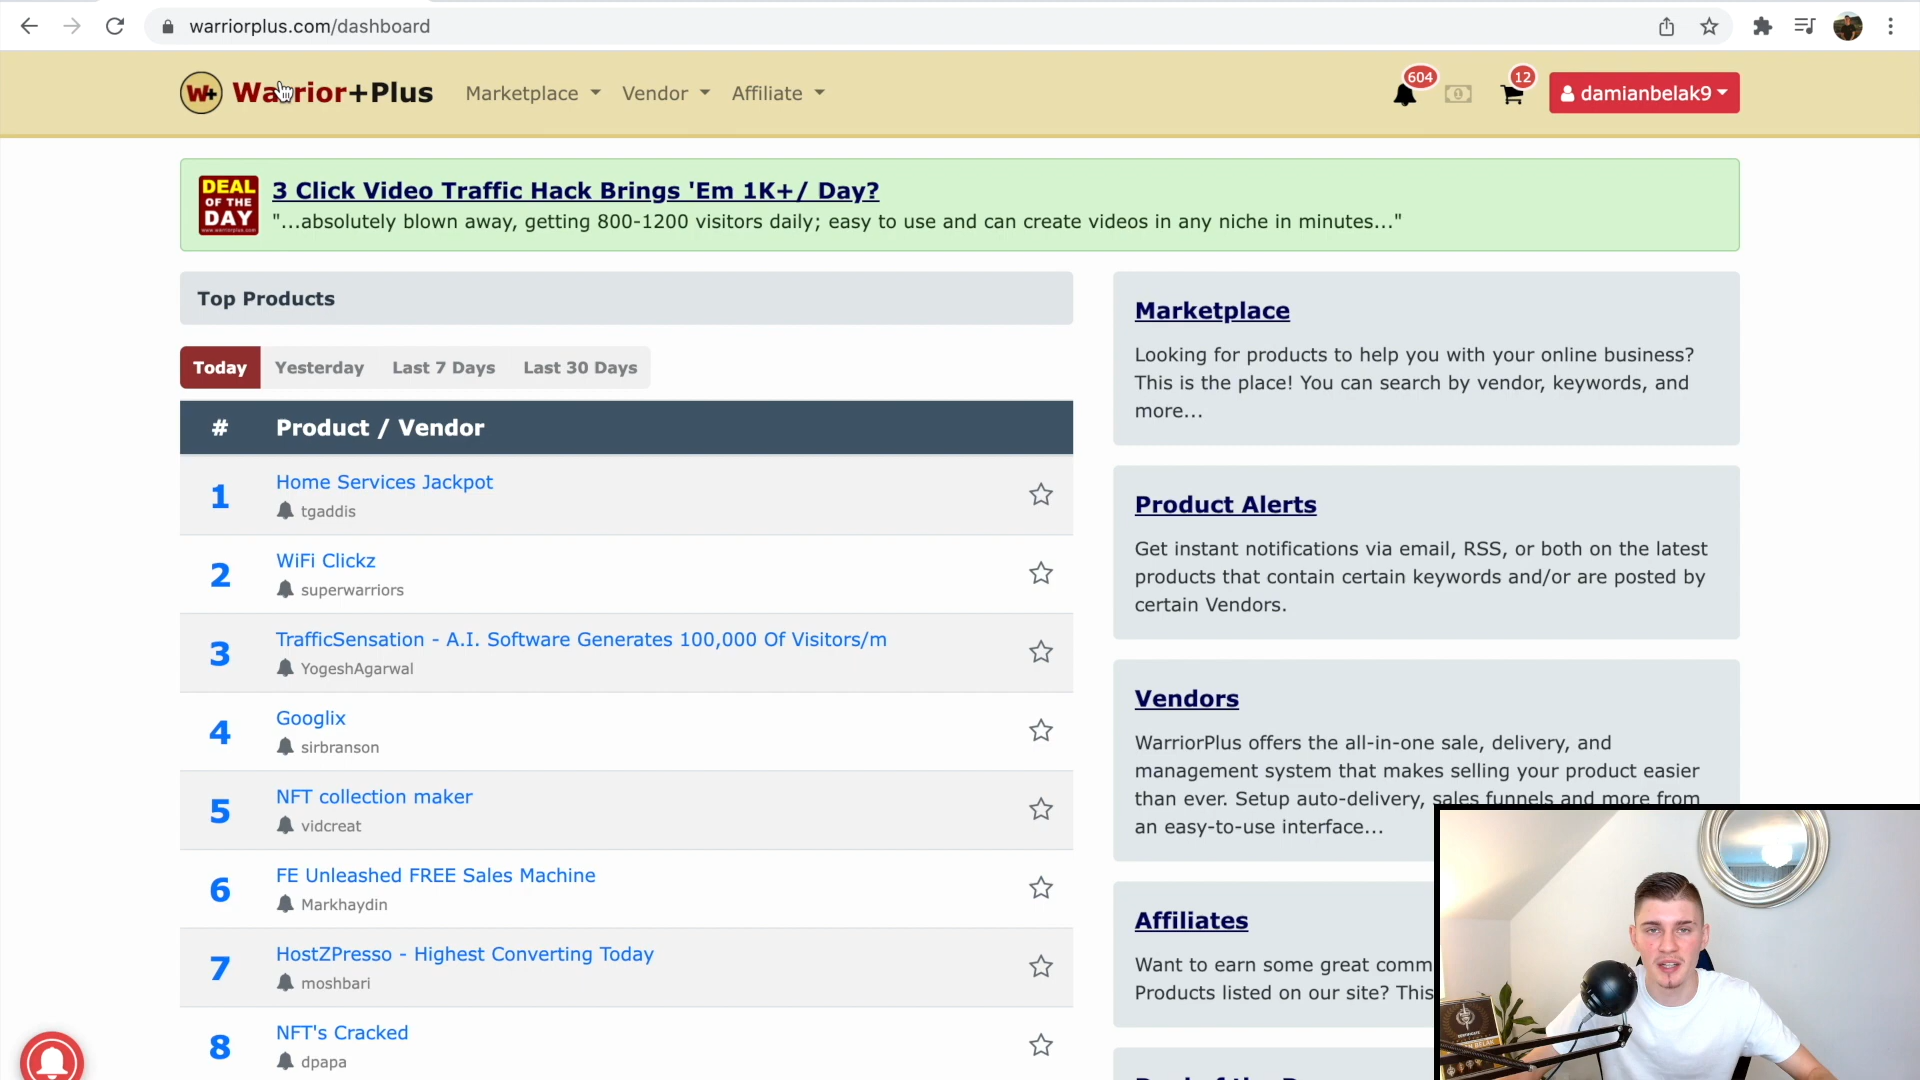 warriorplus.com/dashboard
W+ Warrior+Plus
Marketplace
Vendor
Affiliate
604
12
damianbelak9
DEAL
OF THE
DAY
www.warriorplus.com
3 Click Video Traffic Hack Brings 'Em 1K+/ Day?
"...absolutely blown away, getting 800-1200 visitors daily; easy to use and can create videos in any niche in minutes..."
Top Products
Today
Yesterday
Last 7 Days
Last 30 Days
# Product / Vendor
1 Home Services Jackpot
tgaddis
2 WiFi Clickz
superwarriors
3 TrafficSensation - A.I. Software Generates 100,000 Of Visitors/m
YogeshAgarwal
4 Googlix
sirbranson
5 NFT collection maker
vidcreat
6 FE Unleashed FREE Sales Machine
Markhaydin
7 HostZPresso - Highest Converting Today
moshbari
8 NFT's Cracked
dpapa
Marketplace
Looking for products to help you with your online business?
This is the place! You can search by vendor, keywords, and
more...
Product Alerts
Get instant notifications via email, RSS, or both on the latest
products that contain certain keywords and/or are posted by
certain Vendors.
Vendors
WarriorPlus offers the all-in-one sale, delivery, and
management system that makes selling your product easier
than ever. Setup auto-delivery, sales funnels and more from
an easy-to-use interface...
Affiliates
Want to earn some great comm
Products listed on our site? This